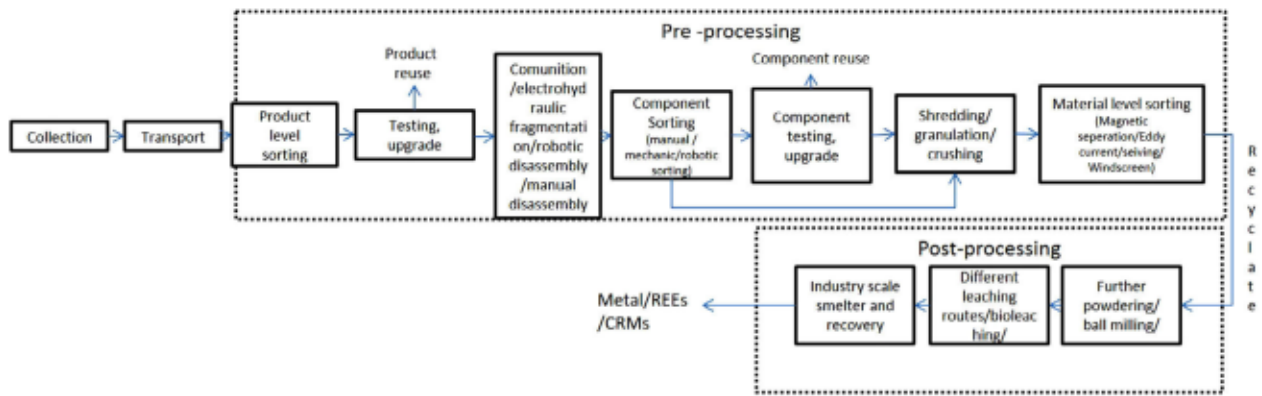 Pre -processing
Product
reuse
Component reuse
Collection
Transport
Product
level
sorting
Testing,
upgrade
Comunition
/electrohyd
raulic
fragmentati
on/robotic
disassembly
/manual
disassembly
Component
Sorting
(manual /
mechanic/robotic
sorting)
Component
testing,
upgrade
Shredding/
granulation/
crushing
Material level sorting
(Magnetic
seperation/Eddy
current/seiving/
Windscreen)
Recyclate
Post-processing
Further
powdering/
ball milling/
Different
leaching
routes/bioleac
hing/
Industry scale
smelter and
recovery
Metal/REEs
/CRMs